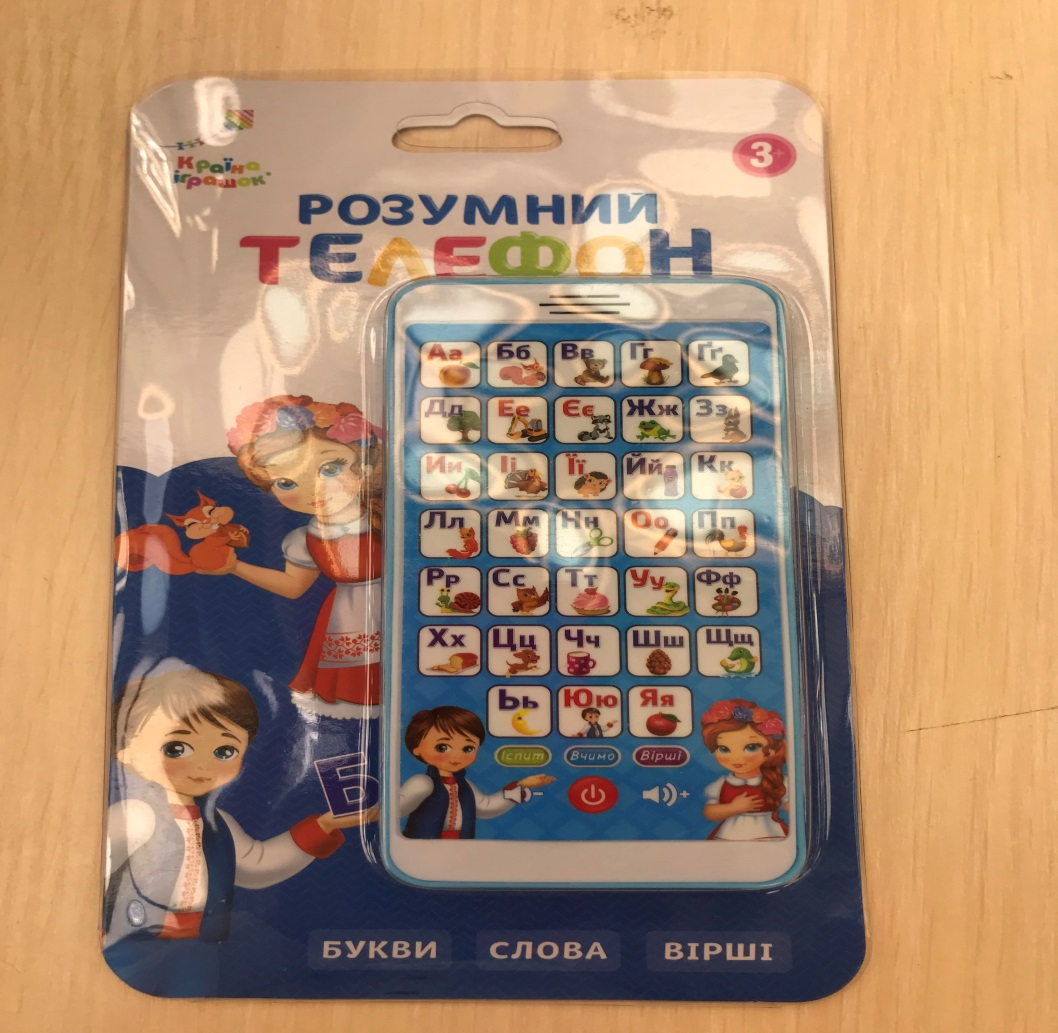 Країна
іграшок
3+
РОЗУМНИЙ
ТЕЛЕФОН
Аа Бб Вв Гг Ґґ
Дд Ее Єє Жж Зз
Ии Іі Її Йй Кк
Лл Мм Нн Оо Пп
Рр Сс Тт Уу Фф
Хх Цц Чч Шш Щщ
Ьь Юю Яя
Іспит Вчимо Вірші
- +
Б
БУКВИ СЛОВА ВІРШІ